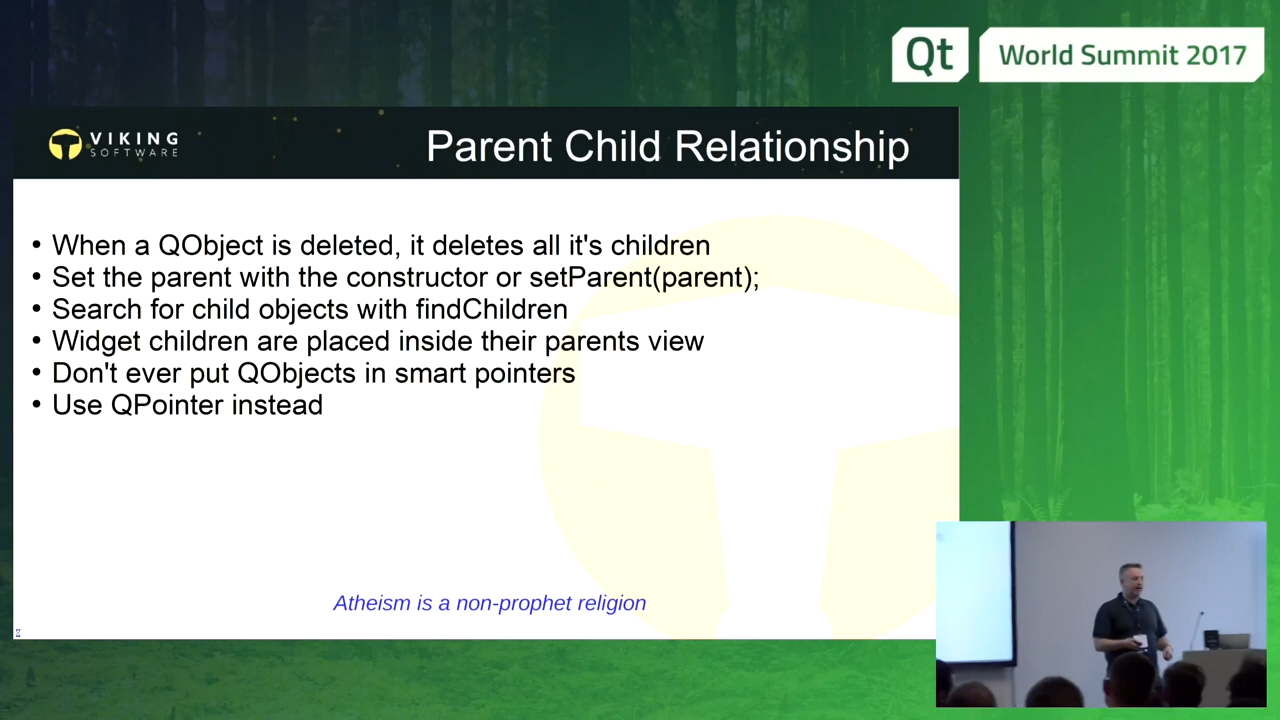 Qt
World Summit 2017
VIKING
SOFTWARE
Parent Child Relationship
• When a QObject is deleted, it deletes all it's children
• Set the parent with the constructor or setParent(parent);
• Search for child objects with findChildren
• Widget children are placed inside their parents view
• Don't ever put QObjects in smart pointers
• Use QPointer instead
Atheism is a non-prophet religion